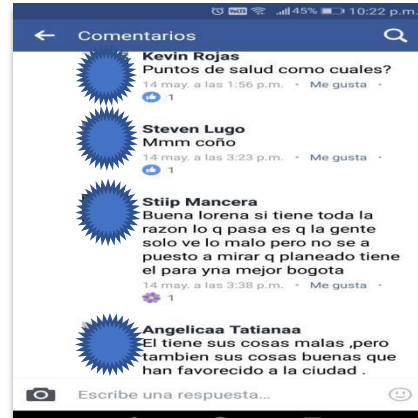 45% 10:22 p.m.
Comentarios
Kevin Rojas
Puntos de salud como cuales?
14 may. a las 1:56 p.m. · Me gusta ·
1
Steven Lugo
Mmm coño
14 may. a las 3:23 p.m. · Me gusta ·
1
Stiip Mancera
Buena lorena si tiene toda la
razon lo q pasa es q la gente
solo ve lo malo pero no se a
puesto a mirar q planeado tiene
el para yna mejor bogota
14 may. a las 3:38 p.m. · Me gusta ·
1
Angelicaa Tatianaa
El tiene sus cosas malas ,pero
tambien sus cosas buenas que
han favorecido a la ciudad .
Escribe una respuesta...